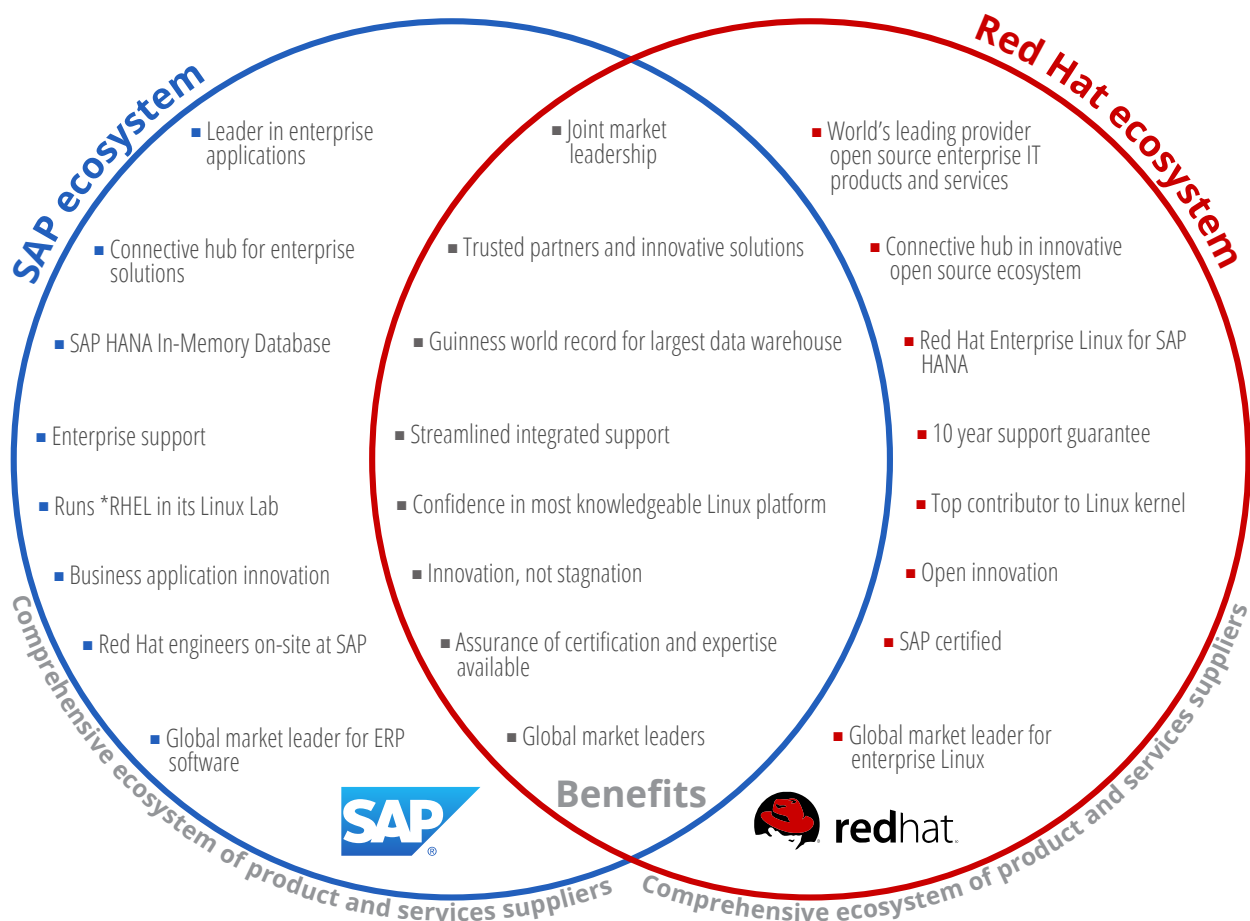 SAP ecosystem
Red Hat ecosystem
■ Leader in enterprise
applications
■ Joint market
leadership
■ World’s leading provider
open source enterprise IT
products and services
■ Connective hub for enterprise
solutions
■ Trusted partners and innovative solutions
■ Connective hub in innovative
open source ecosystem
■ SAP HANA In-Memory Database
■ Guinness world record for largest data warehouse
■ Red Hat Enterprise Linux for SAP
HANA
■ Enterprise support
■ Streamlined integrated support
■ 10 year support guarantee
■ Runs *RHEL in its Linux Lab
■ Confidence in most knowledgeable Linux platform
■ Top contributor to Linux kernel
■ Business application innovation
■ Innovation, not stagnation
■ Open innovation
■ Red Hat engineers on-site at SAP
■ Assurance of certification and expertise
available
■ SAP certified
■ Global market leader for ERP
software
■ Global market leaders
■ Global market leader for
enterprise Linux
Benefits
SAP®
redhat.
Comprehensive ecosystem of product and services suppliers
Comprehensive ecosystem of product and services suppliers